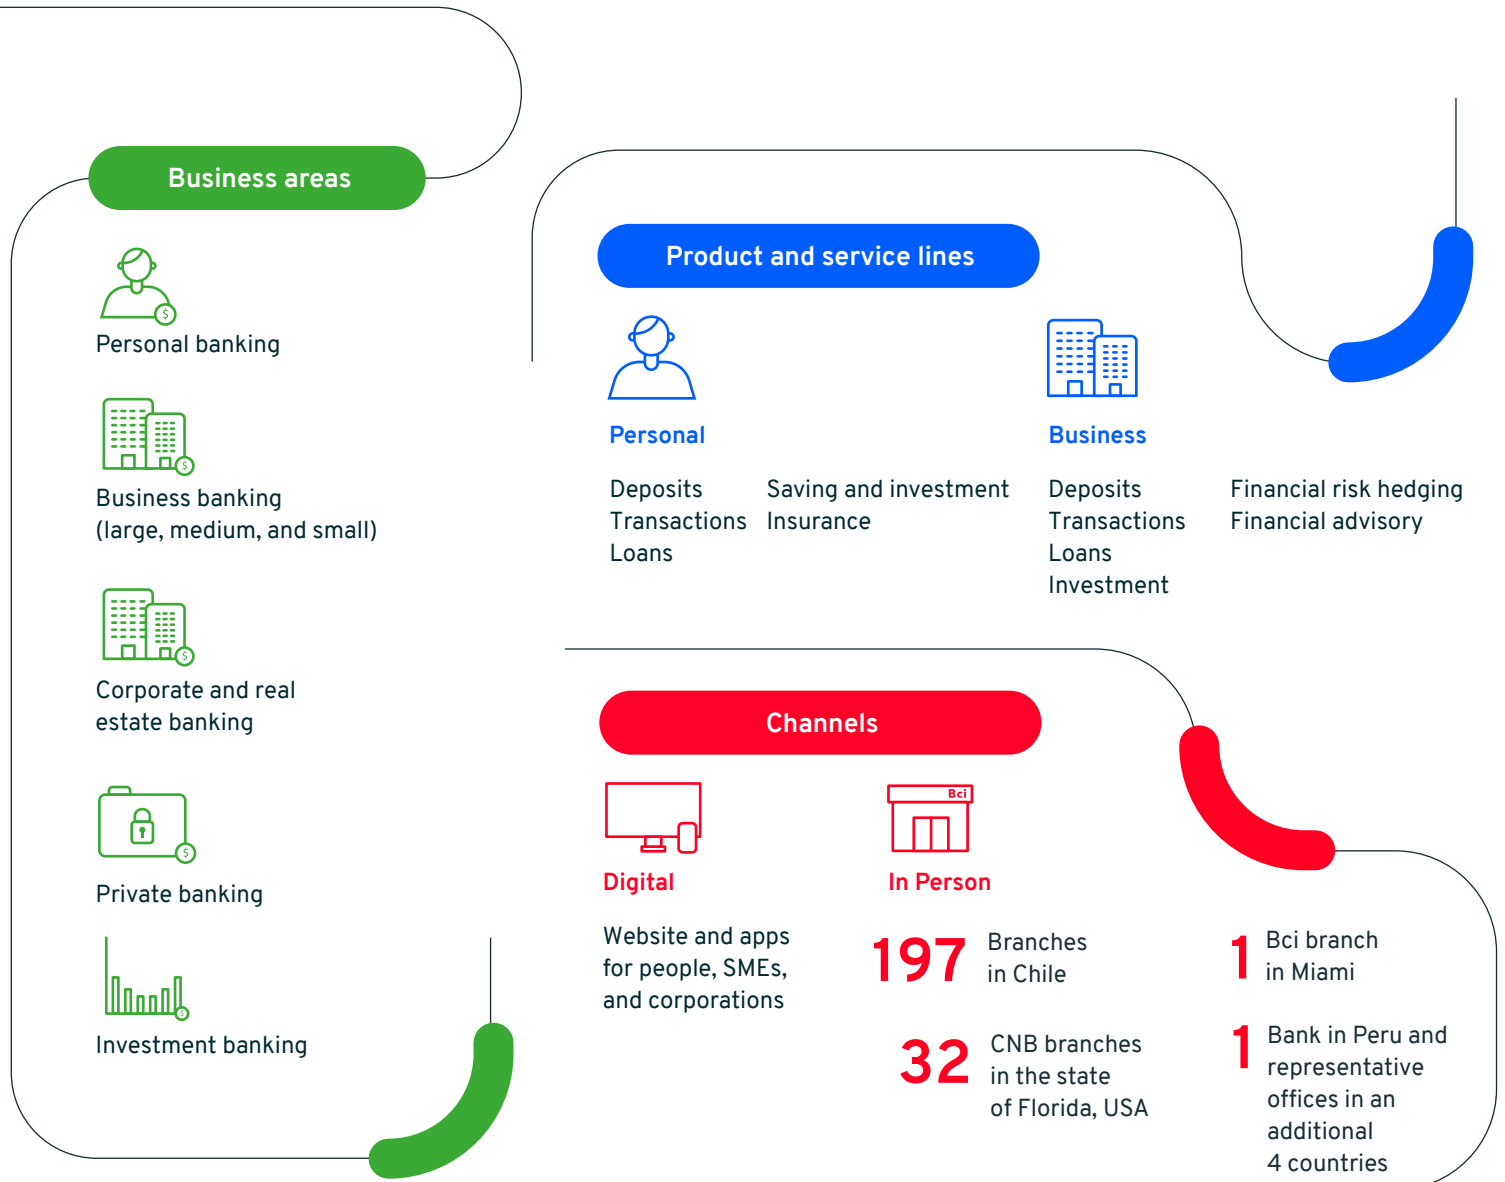 Business areas
Personal banking
Business banking
(large, medium, and small)
Corporate and real
estate banking
Private banking
Investment banking
Product and service lines
Personal
Deposits
Transactions
Loans
Saving and investment
Insurance
Business
Deposits
Transactions
Loans
Investment
Financial risk hedging
Financial advisory
Channels
Digital
Website and apps
for people, SMEs,
and corporations
Bci
In Person
197
Branches
in Chile
32
CNB branches
in the state
of Florida, USA
1
Bci branch
in Miami
1
Bank in Peru and
representative
offices in an
additional
4 countries